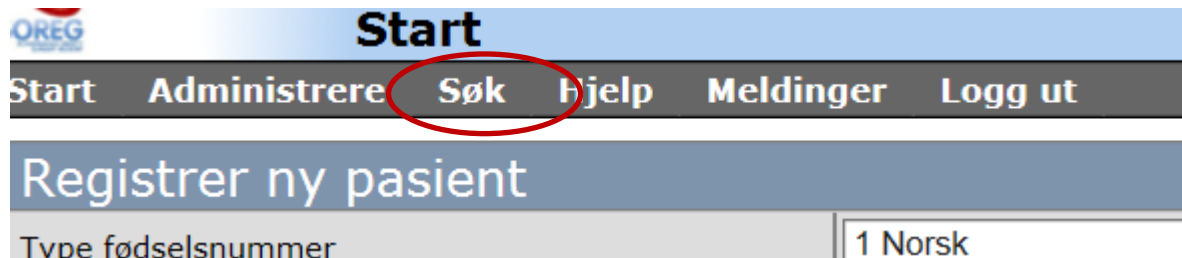 OREG Start
Start Administrere Søk Hjelp Meldinger Logg ut
Registrer ny pasient
Type fødselsnummer 1 Norsk